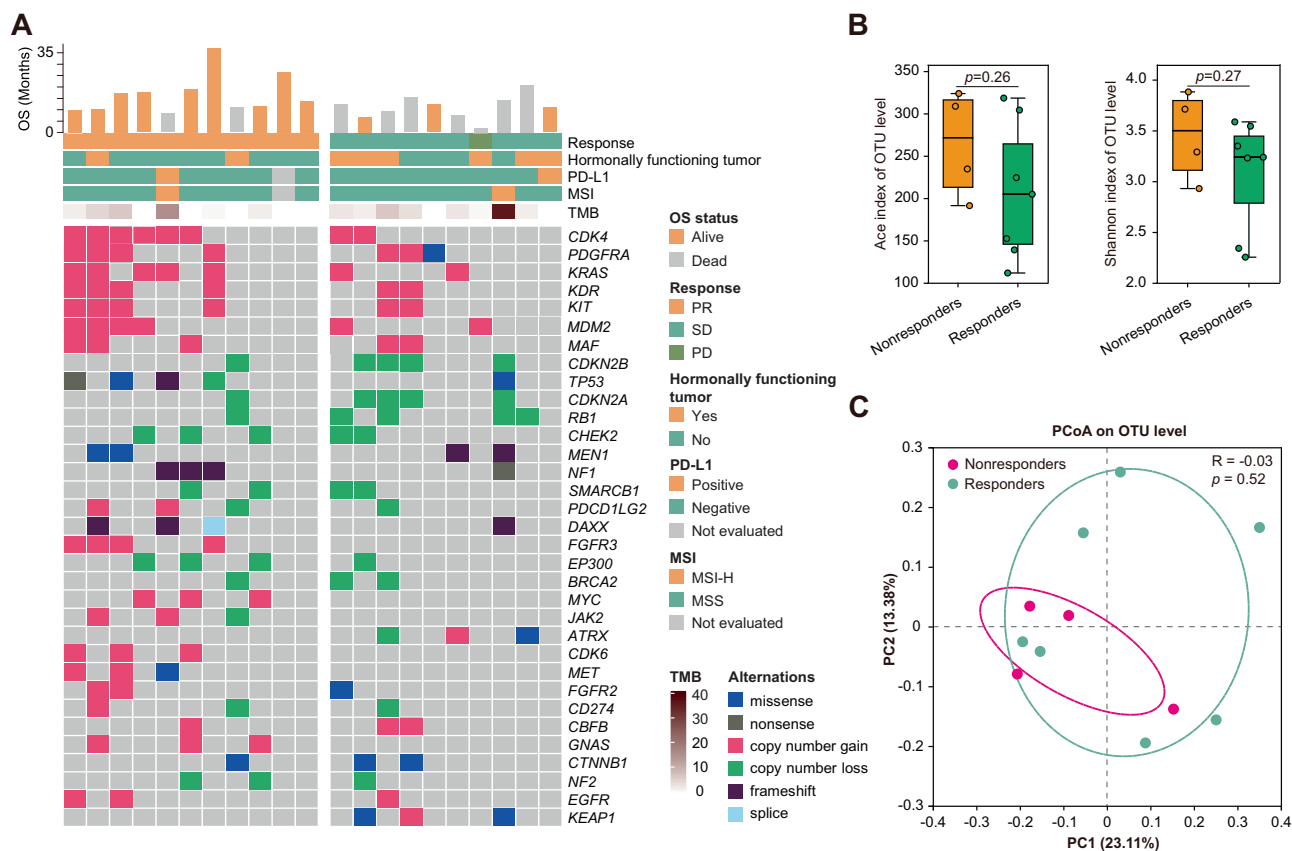 A
OS (Months)
35
0
Response
Hormonally functioning tumor
PD-L1
MSI
TMB
CDK4
PDGFRA
KRAS
KDR
KIT
MDM2
MAF
CDKN2B
TP53
CDKN2A
RB1
CHEK2
MEN1
NF1
SMARCB1
PDCD1LG2
DAXX
FGFR3
EP300
BRCA2
MYC
JAK2
ATRX
CDK6
MET
FGFR2
CD274
CBFB
GNAS
CTNNB1
NF2
EGFR
KEAP1
OS status
Alive
Dead
Response
PR
SD
PD
Hormonally functioning
tumor
Yes
No
PD-L1
Positive
Negative
Not evaluated
MSI
MSI-H
MSS
Not evaluated
TMB
40
30
20
10
0
Alternations
missense
nonsense
copy number gain
copy number loss
frameshift
splice
B
Ace index of OTU level
350
300
250
200
150
100
p=0.26
Nonresponders
Responders
Shannon index of OTU level
4.0
3.5
3.0
2.5
2.0
p=0.27
Nonresponders
Responders
C
PCoA on OTU level
Nonresponders
Responders
R = -0.03
p = 0.52
PC2 (13.38%)
0.3
0.2
0.1
0
-0.1
-0.2
-0.3
-0.4
-0.3
-0.2
-0.1
0
0.1
0.2
0.3
0.4
PC1 (23.11%)